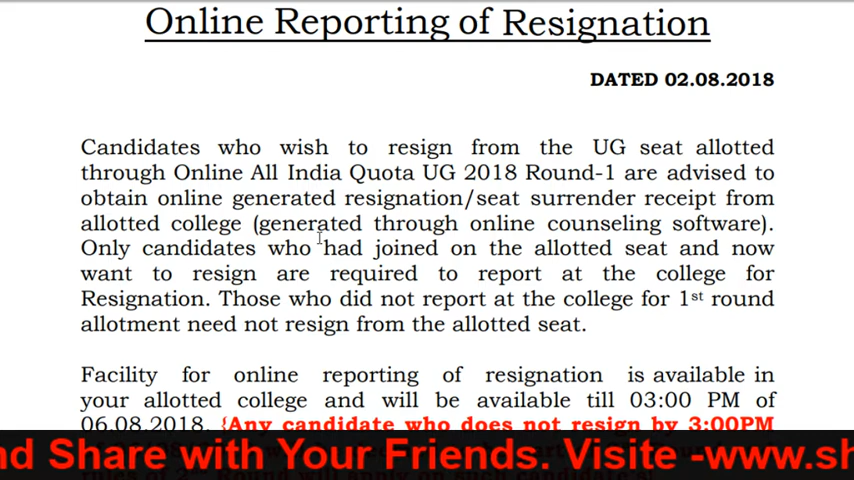 Online Reporting of Resignation
DATED 02.08.2018
Candidates who wish to resign from the UG seat allotted
through Online All India Quota UG 2018 Round-1 are advised to
obtain online generated resignation/seat surrender receipt from
allotted college (generated through online counseling software).
Only candidates who had joined on the allotted seat and now
want to resign are required to report at the college for
Resignation. Those who did not report at the college for 1st round
allotment need not resign from the allotted seat.
Facility for online reporting of resignation is available in
your allotted college and will be available till 03:00 PM of
06.08.2018. {Any candidate who does not resign by 3:00PM
nd Share with Your Friends. Visite -www.sh